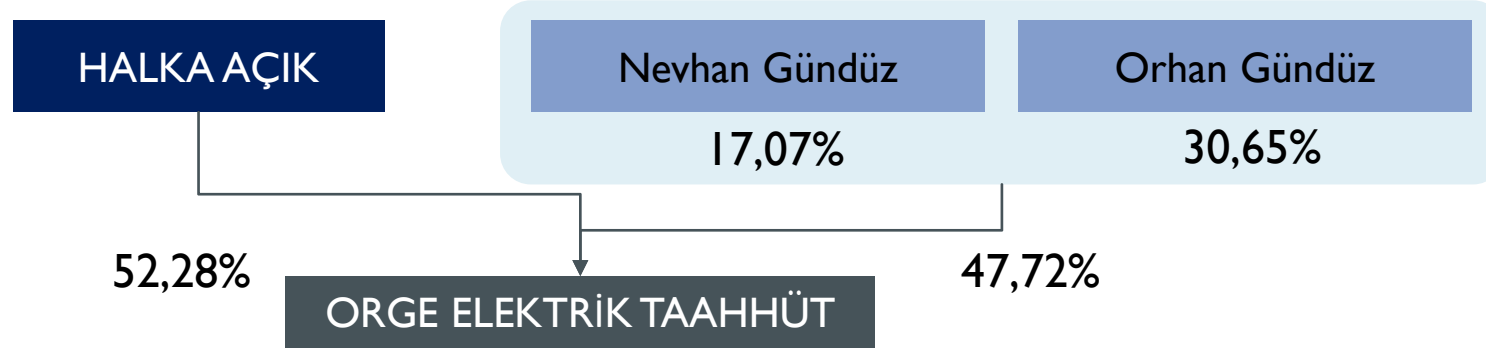 HALKA AÇIK
Nevhan Gündüz
Orhan Gündüz
17,07%
30,65%
52,28%
47,72%
ORGE ELEKTRİK TAAHHÜT